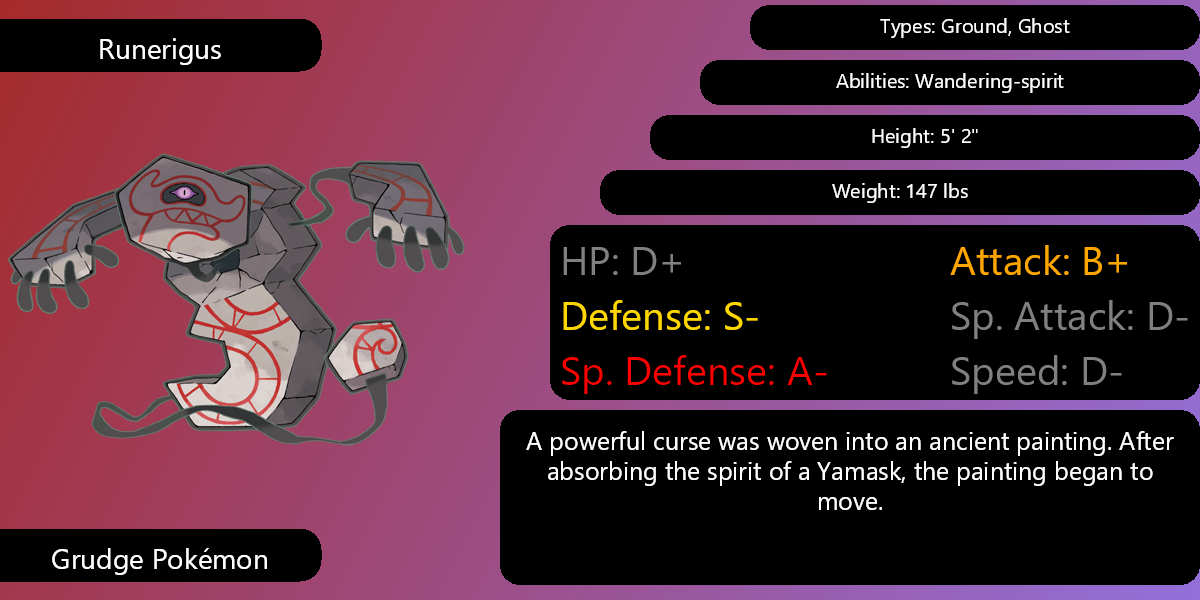 Runerigus
Types: Ground, Ghost
Abilities: Wandering-spirit
Height: 5' 2"
Weight: 147 lbs
HP: D+
Attack: B+
Defense: S-
Sp. Attack: D-
Sp. Defense: A-
Speed: D-
A powerful curse was woven into an ancient painting. After
absorbing the spirit of a Yamask, the painting began to
move.
Grudge Pokémon